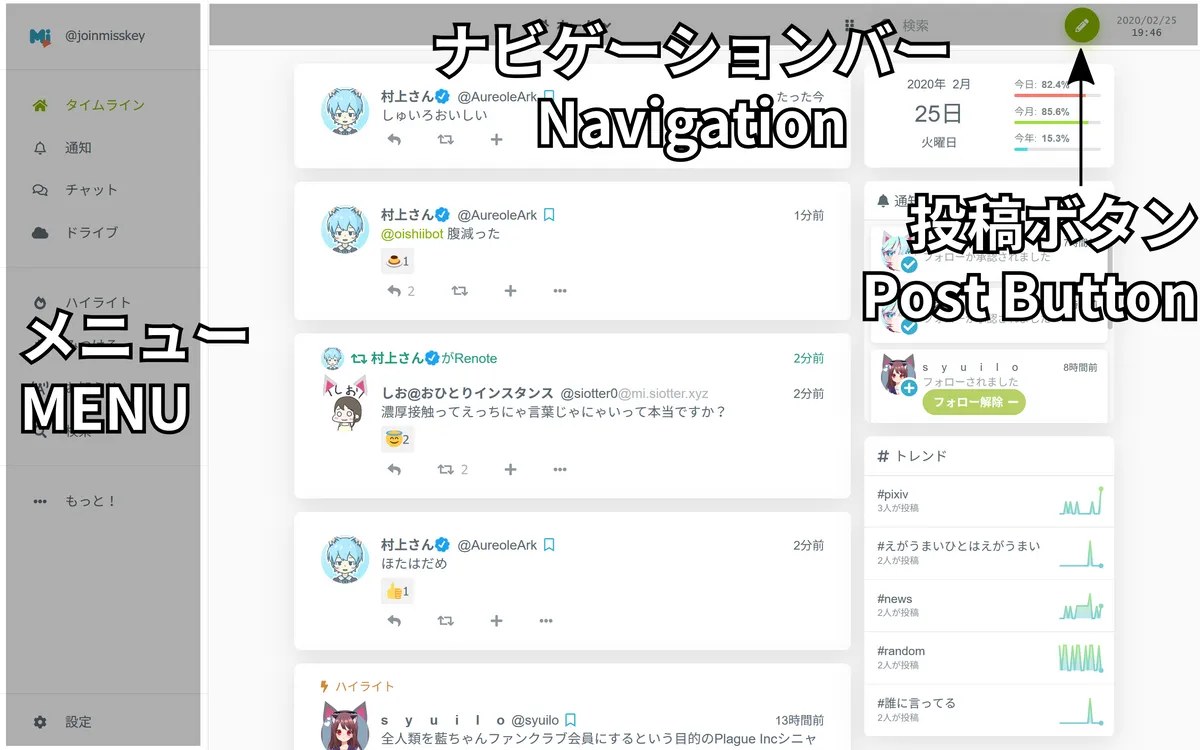 @joinmisskey
タイムライン
通知
チャット
ドライブ
ハイライト
メニュー
MENU
検索
もっと！
設定
検索
2020/02/25
19:46
ナビゲーションバー
Navigation
投稿ボタン
Post Button
村上さん @AureoleArk たった今
しゅいろおいしい
村上さん @AureoleArk 1分前
@oishiibot 腹減った
1
2
村上さんがRenote 2分前
しお@おひとりインスタンス @siotter0@mi.siotter.xyz 2分前
濃厚接触ってえっちにゃ言葉じゃにゃいって本当ですか？
2
2
村上さん @AureoleArk 2分前
ほたはだめ
1
ハイライト
ｓｙｕｉｌｏ @syuilo 13時間前
全人類を藍ちゃんファンクラブ会員にするという目的のPlague Incシニャ
2020年 2月
25日
火曜日
今日: 82.4%
今月: 85.6%
今年: 15.3%
フォローが承認されました
ｓｙｕｉｌｏ 8時間前
フォローされました
フォロー解除
トレンド
#pixiv
3人が投稿
#えがうまいひとはえがうまい
2人が投稿
#news
2人が投稿
#random
2人が投稿
#誰に言ってる
2人が投稿